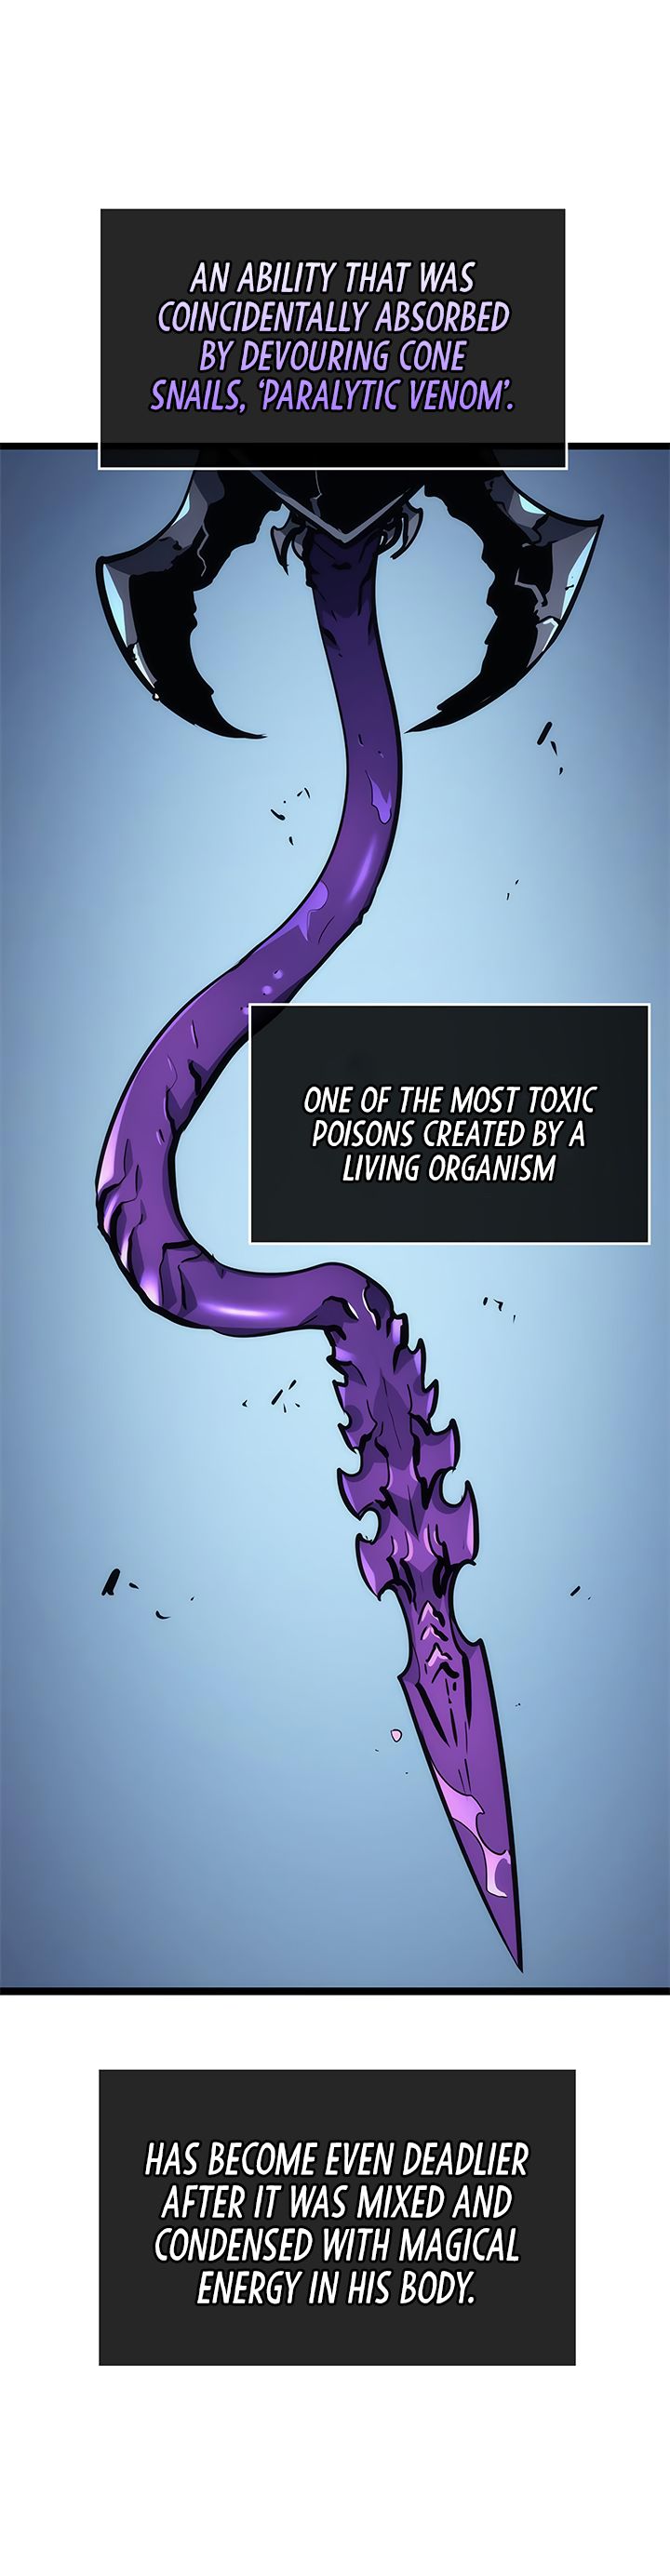 AN ABILITY THAT WAS
COINCIDENTALLY ABSORBED
BY DEVOURING CONE
SNAILS, ‘PARALYTIC VENOM’.
ONE OF THE MOST TOXIC
POISONS CREATED BY A
LIVING ORGANISM
HAS BECOME EVEN DEADLIER
AFTER IT WAS MIXED AND
CONDENSED WITH MAGICAL
ENERGY IN HIS BODY.